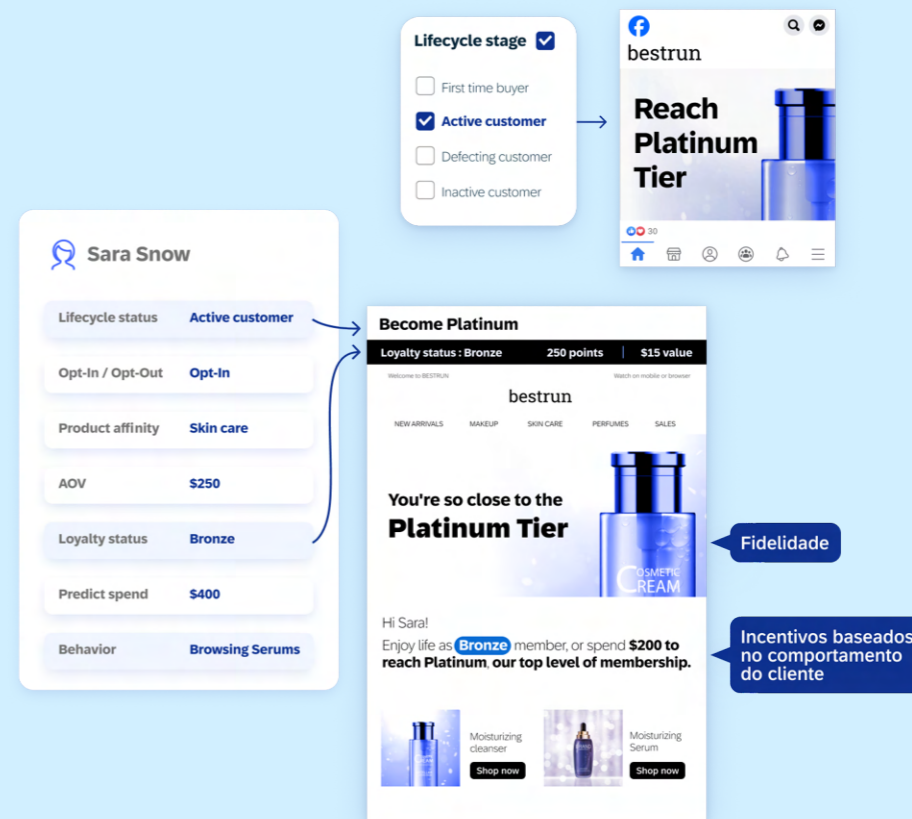 Lifecycle stage
First time buyer
Active customer
Defecting customer
Inactive customer
bestrun
Reach
Platinum
Tier
30
Sara Snow
Lifecycle status Active customer
Opt-In / Opt-Out Opt-In
Product affinity Skin care
AOV $250
Loyalty status Bronze
Predict spend $400
Behavior Browsing Serums
Become Platinum
Loyalty status : Bronze 250 points | $15 value
Welcome to BESTRUN Watch on mobile or browser
bestrun
NEW ARRIVALS MAKEUP SKIN CARE PERFUMES SALES
You're so close to the
Platinum Tier
COSMETIC
CREAM
Hi Sara!
Enjoy life as Bronze member, or spend $200 to
reach Platinum, our top level of membership.
Moisturizing
cleanser
Shop now
Moisturizing
Serum
Shop now
Fidelidade
Incentivos baseados
no comportamento
do cliente